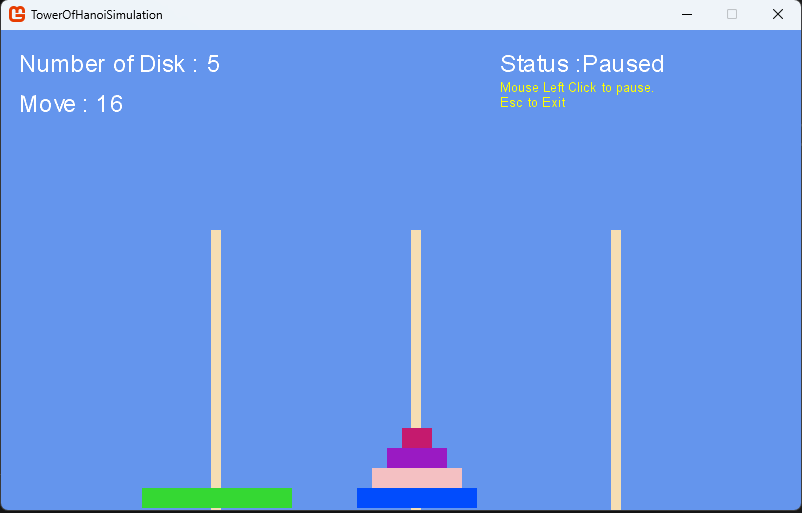 TowerOfHanoiSimulation
Number of Disk : 5
Move : 16
Status :Paused
Mouse Left Click to pause.
Esc to Exit